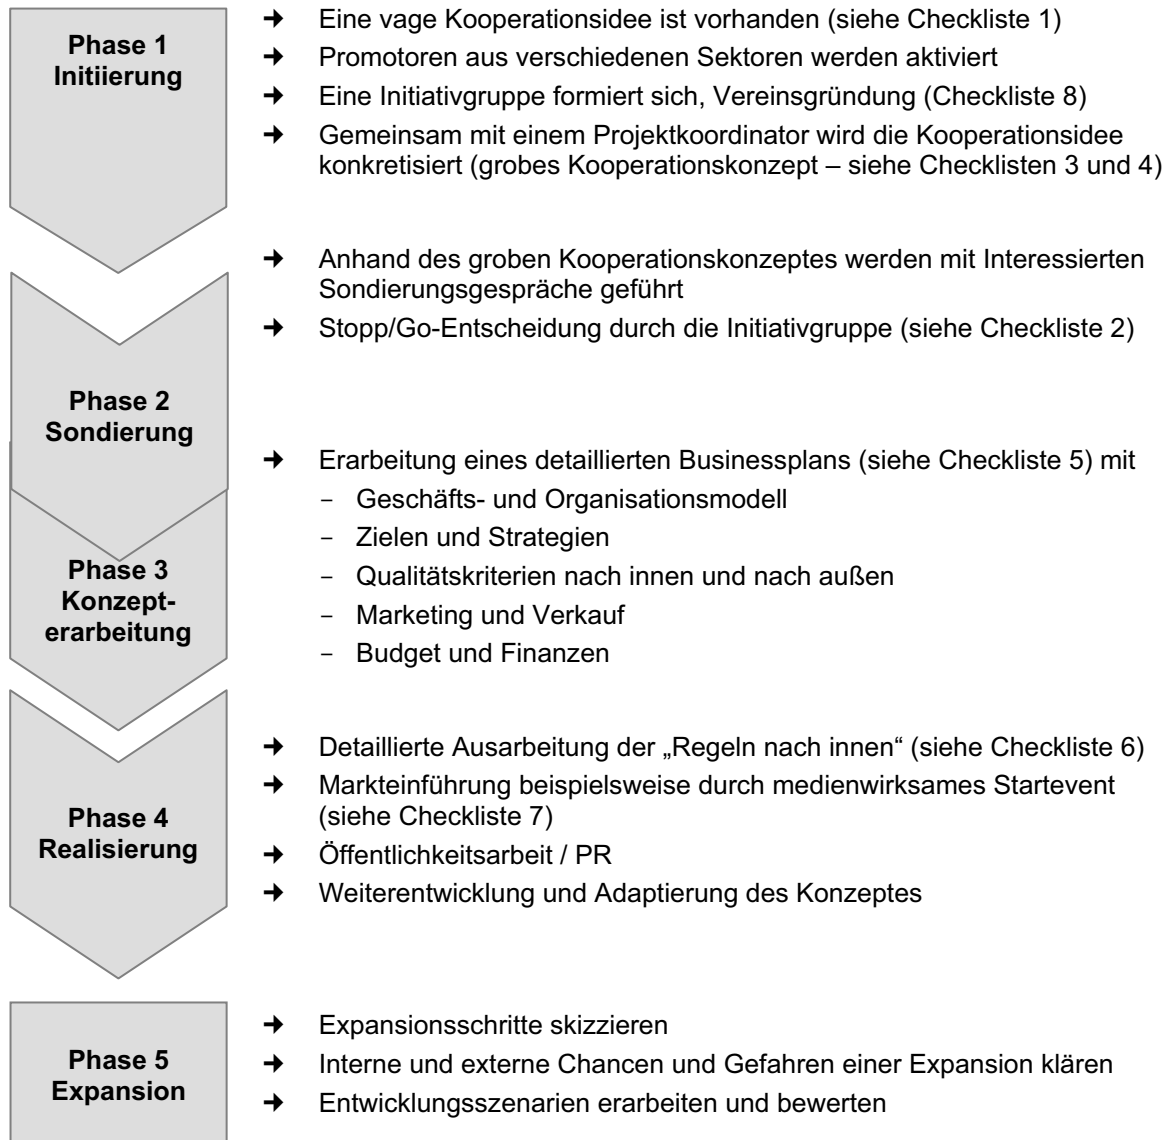 Phase 1
Initiierung
➔ Eine vage Kooperationsidee ist vorhanden (siehe Checkliste 1)
➔ Promotoren aus verschiedenen Sektoren werden aktiviert
➔ Eine Initiativgruppe formiert sich, Vereinsgründung (Checkliste 8)
➔ Gemeinsam mit einem Projektkoordinator wird die Kooperationsidee
konkretisiert (grobes Kooperationskonzept – siehe Checklisten 3 und 4)
Phase 2
Sondierung
➔ Anhand des groben Kooperationskonzeptes werden mit Interessierten
Sondierungsgespräche geführt
➔ Stopp/Go-Entscheidung durch die Initiativgruppe (siehe Checkliste 2)
Phase 3
Konzept-
erarbeitung
➔ Erarbeitung eines detaillierten Businessplans (siehe Checkliste 5) mit
– Geschäfts- und Organisationsmodell
– Zielen und Strategien
– Qualitätskriterien nach innen und nach außen
– Marketing und Verkauf
– Budget und Finanzen
Phase 4
Realisierung
➔ Detaillierte Ausarbeitung der „Regeln nach innen“ (siehe Checkliste 6)
➔ Markteinführung beispielsweise durch medienwirksames Startevent
(siehe Checkliste 7)
➔ Öffentlichkeitsarbeit / PR
➔ Weiterentwicklung und Adaptierung des Konzeptes
Phase 5
Expansion
➔ Expansionsschritte skizzieren
➔ Interne und externe Chancen und Gefahren einer Expansion klären
➔ Entwicklungsszenarien erarbeiten und bewerten